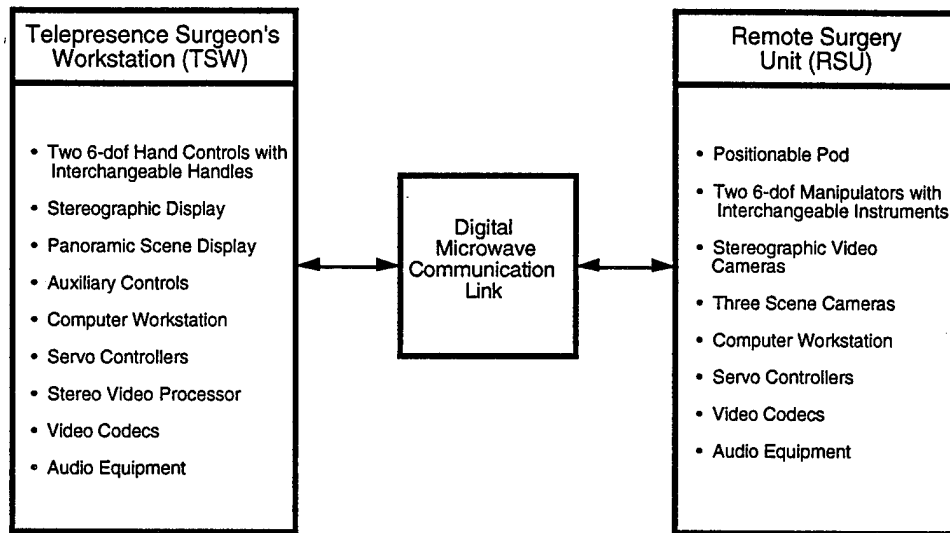 Telepresence Surgeon's
Workstation (TSW)
• Two 6-dof Hand Controls with
Interchangeable Handles
• Stereographic Display
• Panoramic Scene Display
• Auxiliary Controls
• Computer Workstation
• Servo Controllers
• Stereo Video Processor
• Video Codecs
• Audio Equipment
Digital
Microwave
Communication
Link
Remote Surgery
Unit (RSU)
• Positionable Pod
• Two 6-dof Manipulators with
Interchangeable Instruments
• Stereographic Video
Cameras
• Three Scene Cameras
• Computer Workstation
• Servo Controllers
• Video Codecs
• Audio Equipment